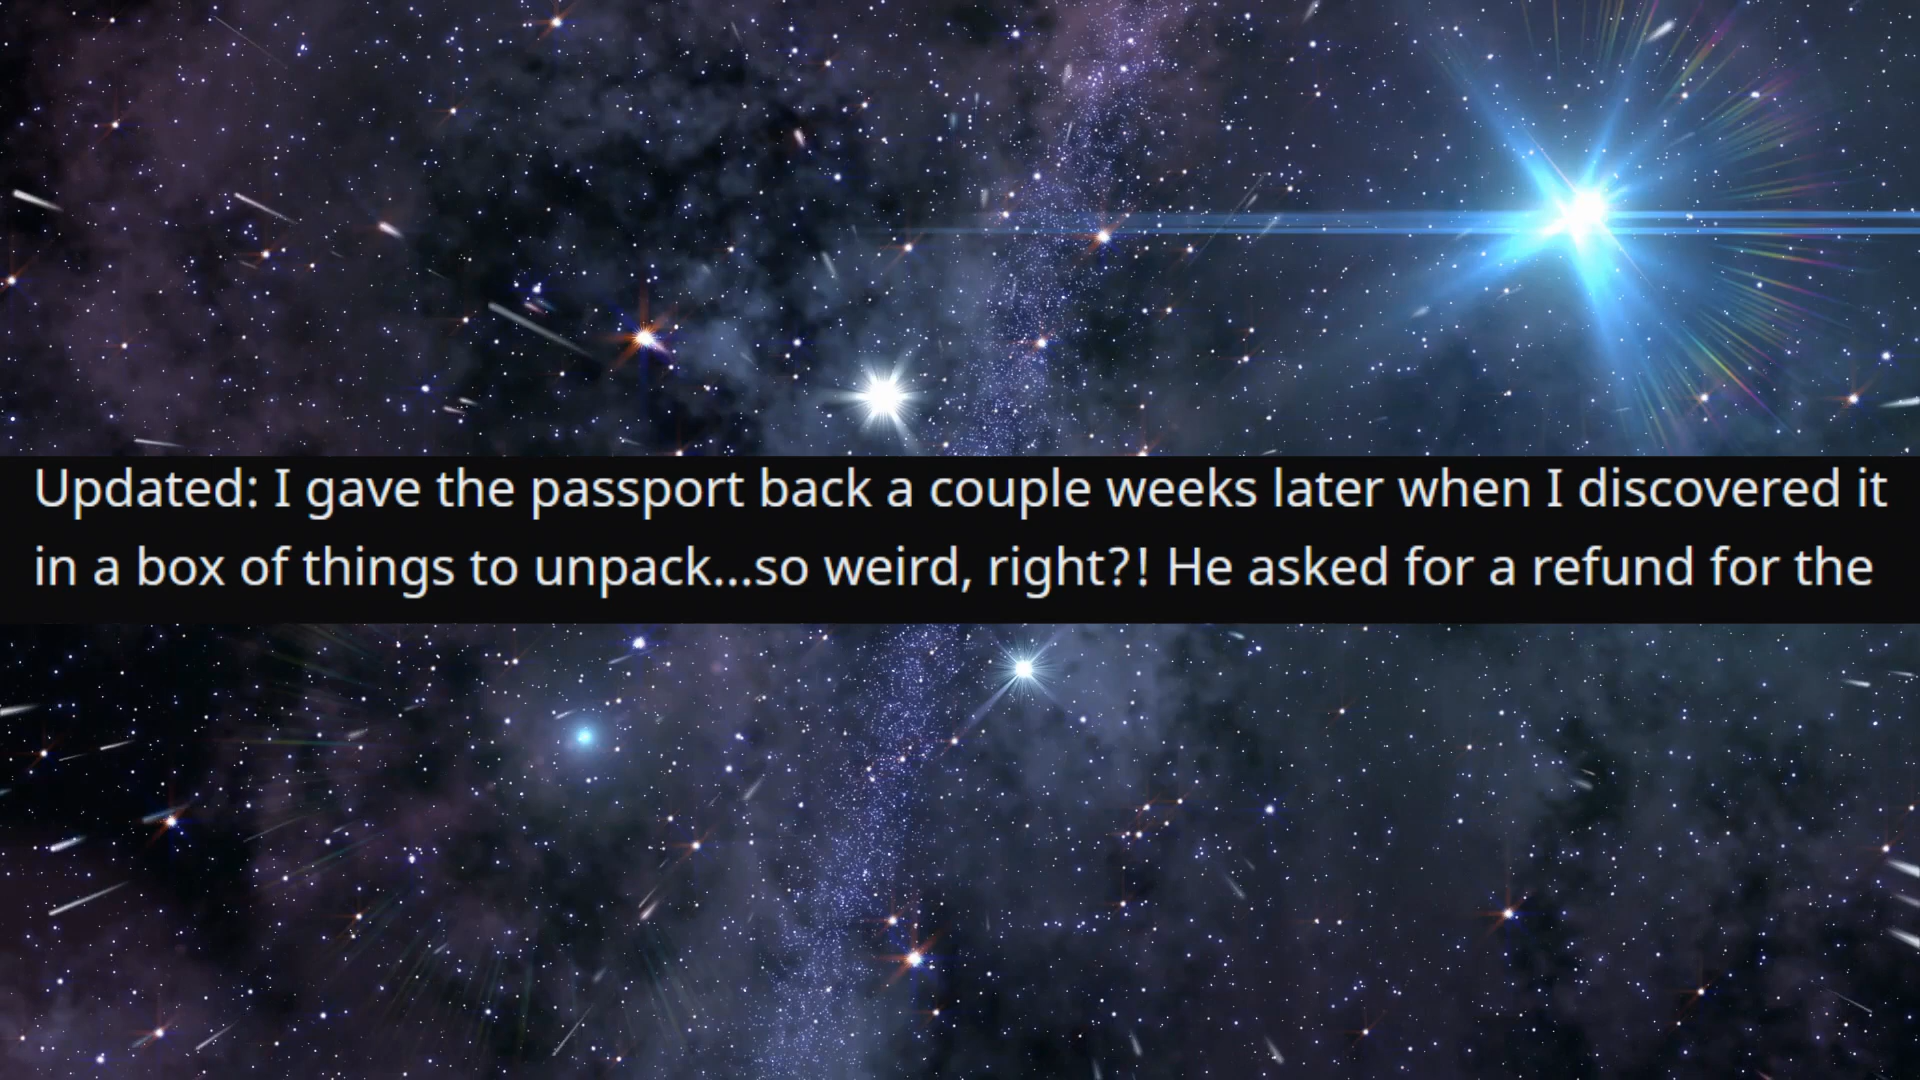 Updated: I gave the passport back a couple weeks later when I discovered it
in a box of things to unpack...so weird, right?! He asked for a refund for the